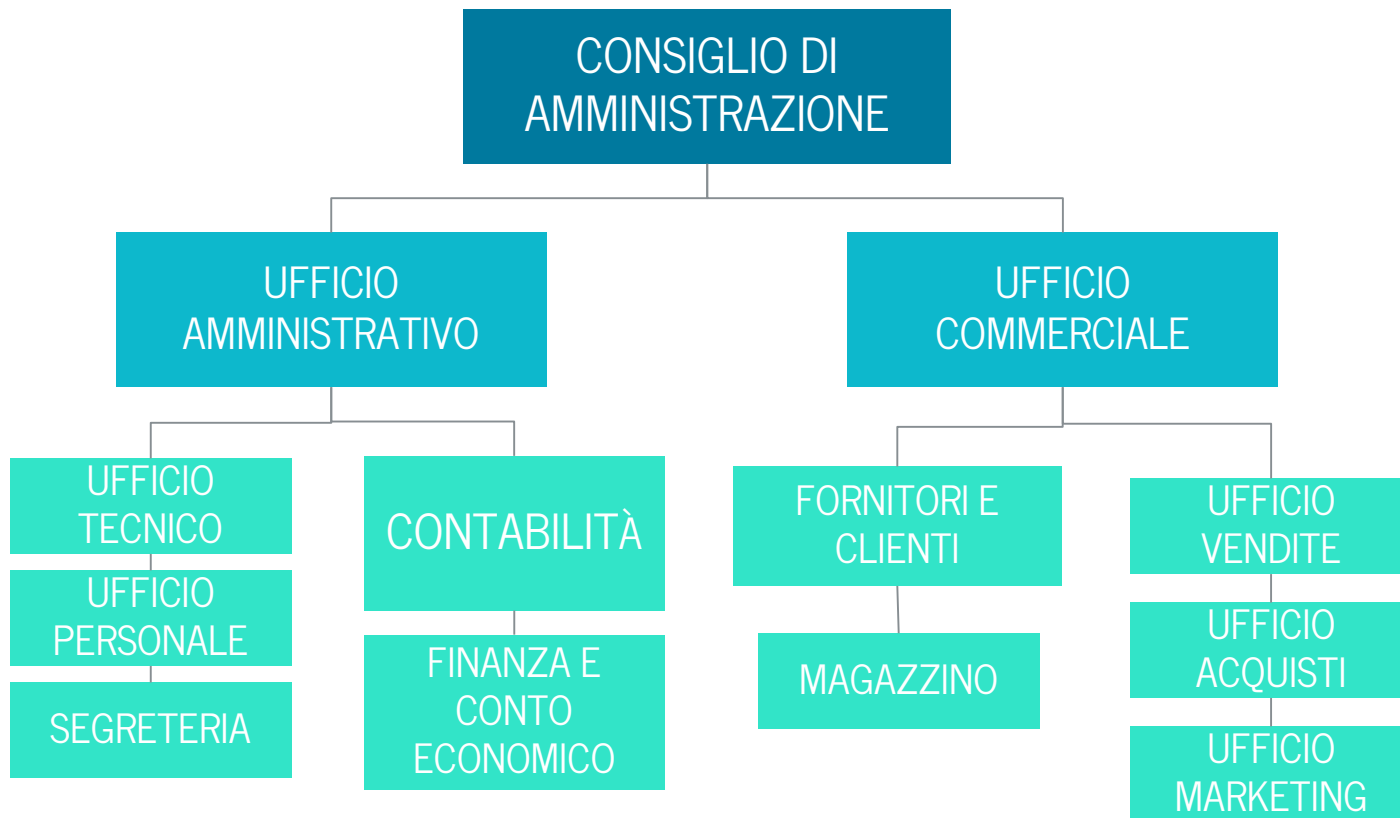 CONSIGLIO DI
AMMINISTRAZIONE
UFFICIO
AMMINISTRATIVO
UFFICIO
COMMERCIALE
UFFICIO
TECNICO
UFFICIO
PERSONALE
SEGRETERIA
CONTABILITÀ
FINANZA E
CONTO
ECONOMICO
FORNITORI E
CLIENTI
MAGAZZINO
UFFICIO
VENDITE
UFFICIO
ACQUISTI
UFFICIO
MARKETING